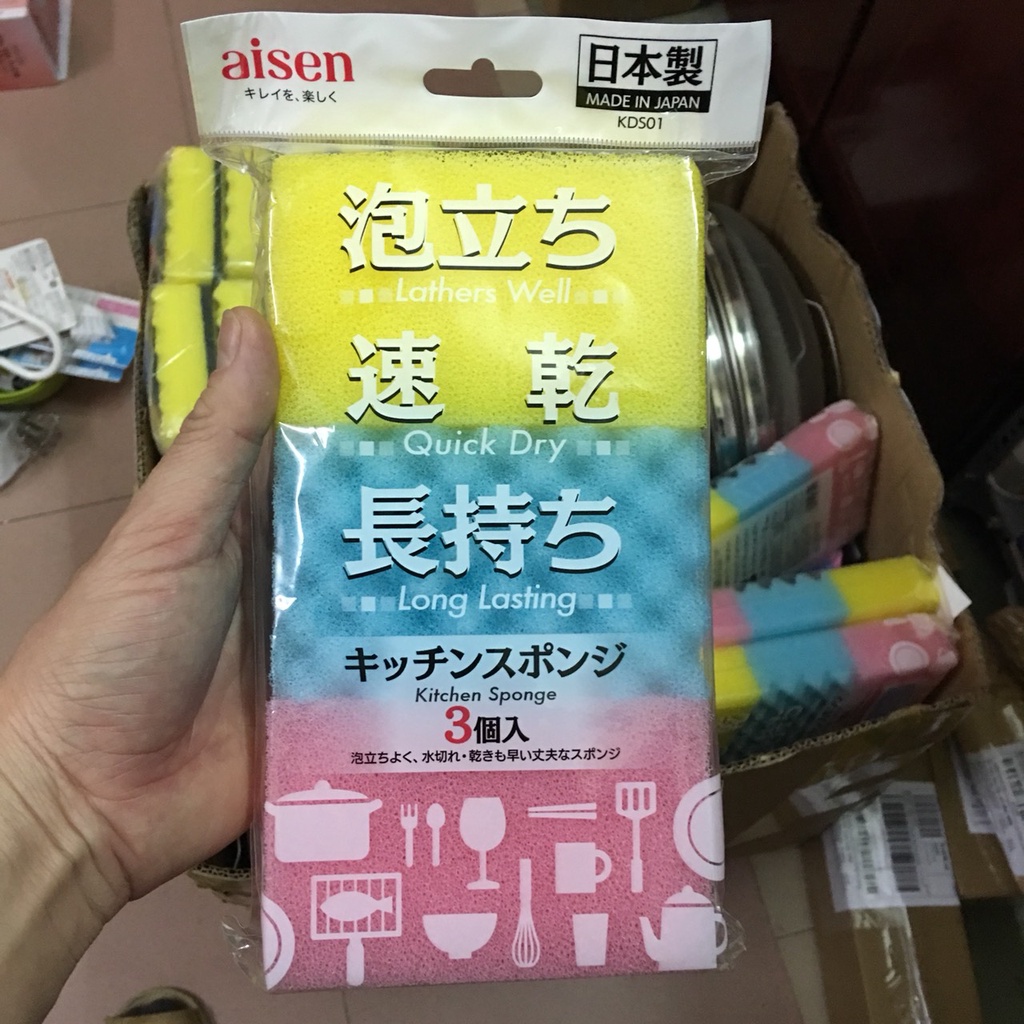 aisen
キレイを、楽しく
日本製
MADE IN JAPAN
KDS01
泡立ち
Lathers Well
速 乾
Quick Dry
長持ち
Long Lasting
キッチンスポンジ
Kitchen Sponge
3個入
泡立ちよく、水切れ・乾きも早い丈夫なスポンジ